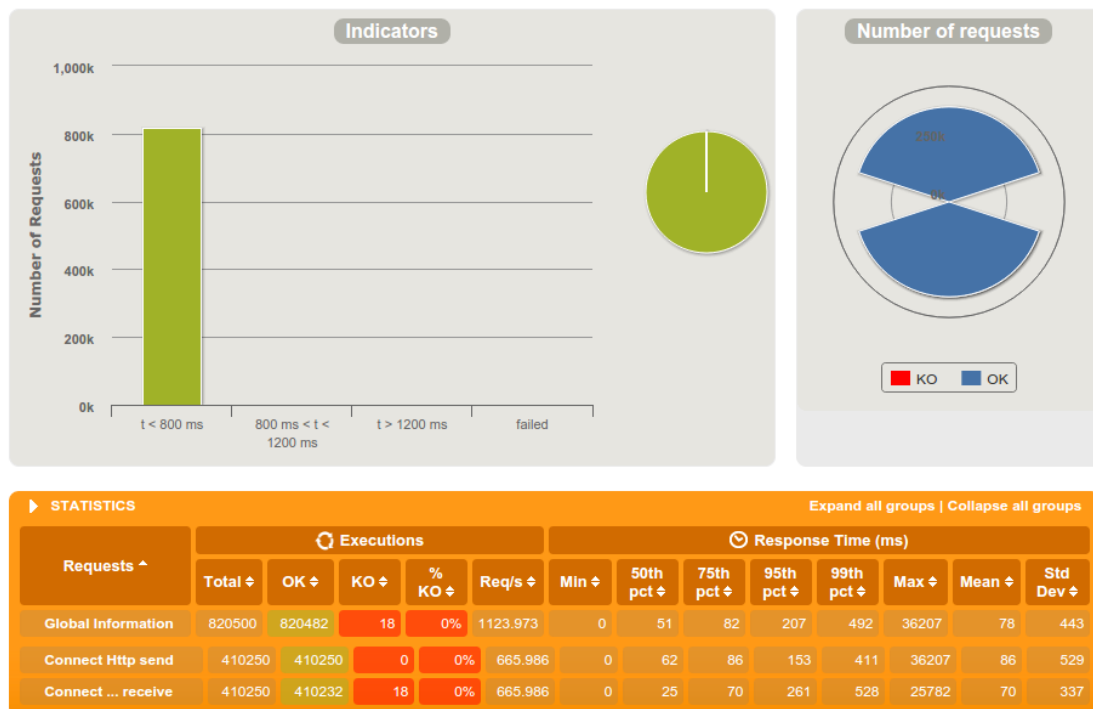 Indicators
1,000k
800k
600k
400k
200k
0k
Number of Requests
t < 800 ms
800 ms < t < 1200 ms
t > 1200 ms
failed
Number of requests
250k
0k
KO OK
STATISTICS Expand all groups | Collapse all groups
Requests Executions Response Time (ms)
Total OK KO % KO Req/s Min 50th pct 75th pct 95th pct 99th pct Max Mean Std Dev
Global Information 820500 820482 18 0% 1123.973 0 51 82 207 492 36207 78 443
Connect Http send 410250 410250 0 0% 665.986 0 62 86 153 411 36207 86 529
Connect ... receive 410250 410232 18 0% 665.986 0 25 70 261 528 25782 70 337